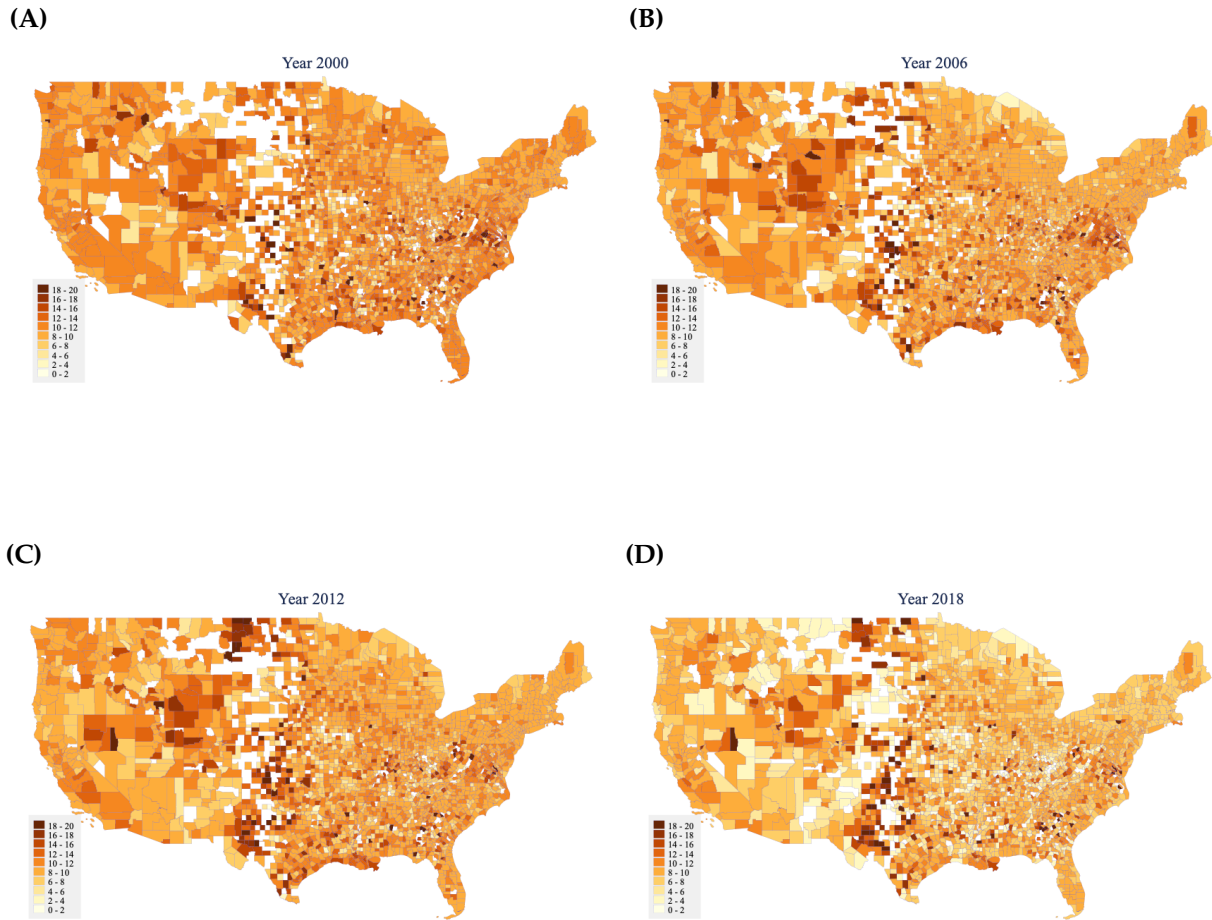 (A)
Year 2000
18 - 20
16 - 18
14 - 16
12 - 14
10 - 12
8 - 10
6 - 8
4 - 6
2 - 4
0 - 2
(B)
Year 2006
18 - 20
16 - 18
14 - 16
12 - 14
10 - 12
8 - 10
6 - 8
4 - 6
2 - 4
0 - 2
(C)
Year 2012
18 - 20
16 - 18
14 - 16
12 - 14
10 - 12
8 - 10
6 - 8
4 - 6
2 - 4
0 - 2
(D)
Year 2018
18 - 20
16 - 18
14 - 16
12 - 14
10 - 12
8 - 10
6 - 8
4 - 6
2 - 4
0 - 2